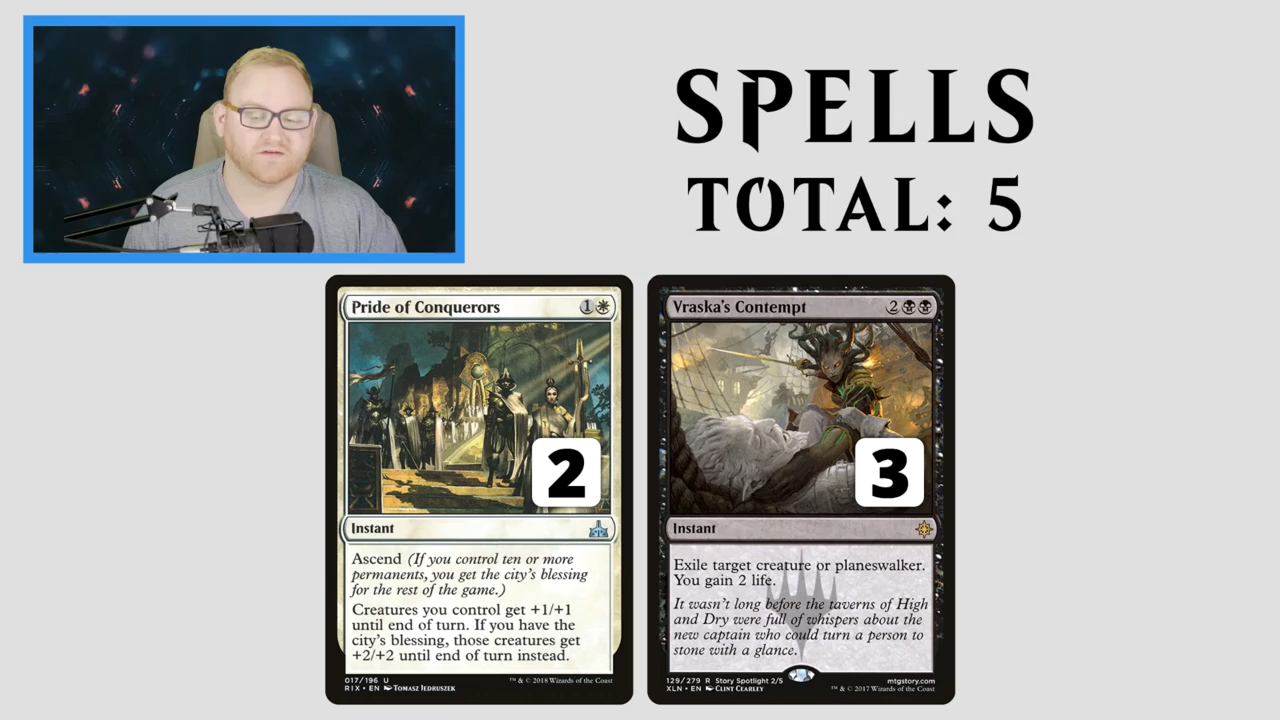 SPELLS
TOTAL: 5
Pride of Conquerors 1
2
Instant
Ascend (If you control ten or more
permanents, you get the city's blessing
for the rest of the game.)
Creatures you control get +1/+1
until end of turn. If you have the
city's blessing, those creatures get
+2/+2 until end of turn instead.
017/196 U
RIX • EN TOMASZ JEDRUSZEK
™ & © 2018 Wizards of the Coast
Vraska's Contempt 2
3
Instant
Exile target creature or planeswalker.
You gain 2 life.
It wasn't long before the taverns of High
and Dry were full of whispers about the
new captain who could turn a person to
stone with a glance.
129/279 R Story Spotlight 2/5
XLN • EN CLINT CEARLEY
mtgstory.com
™ & © 2017 Wizards of the Coast